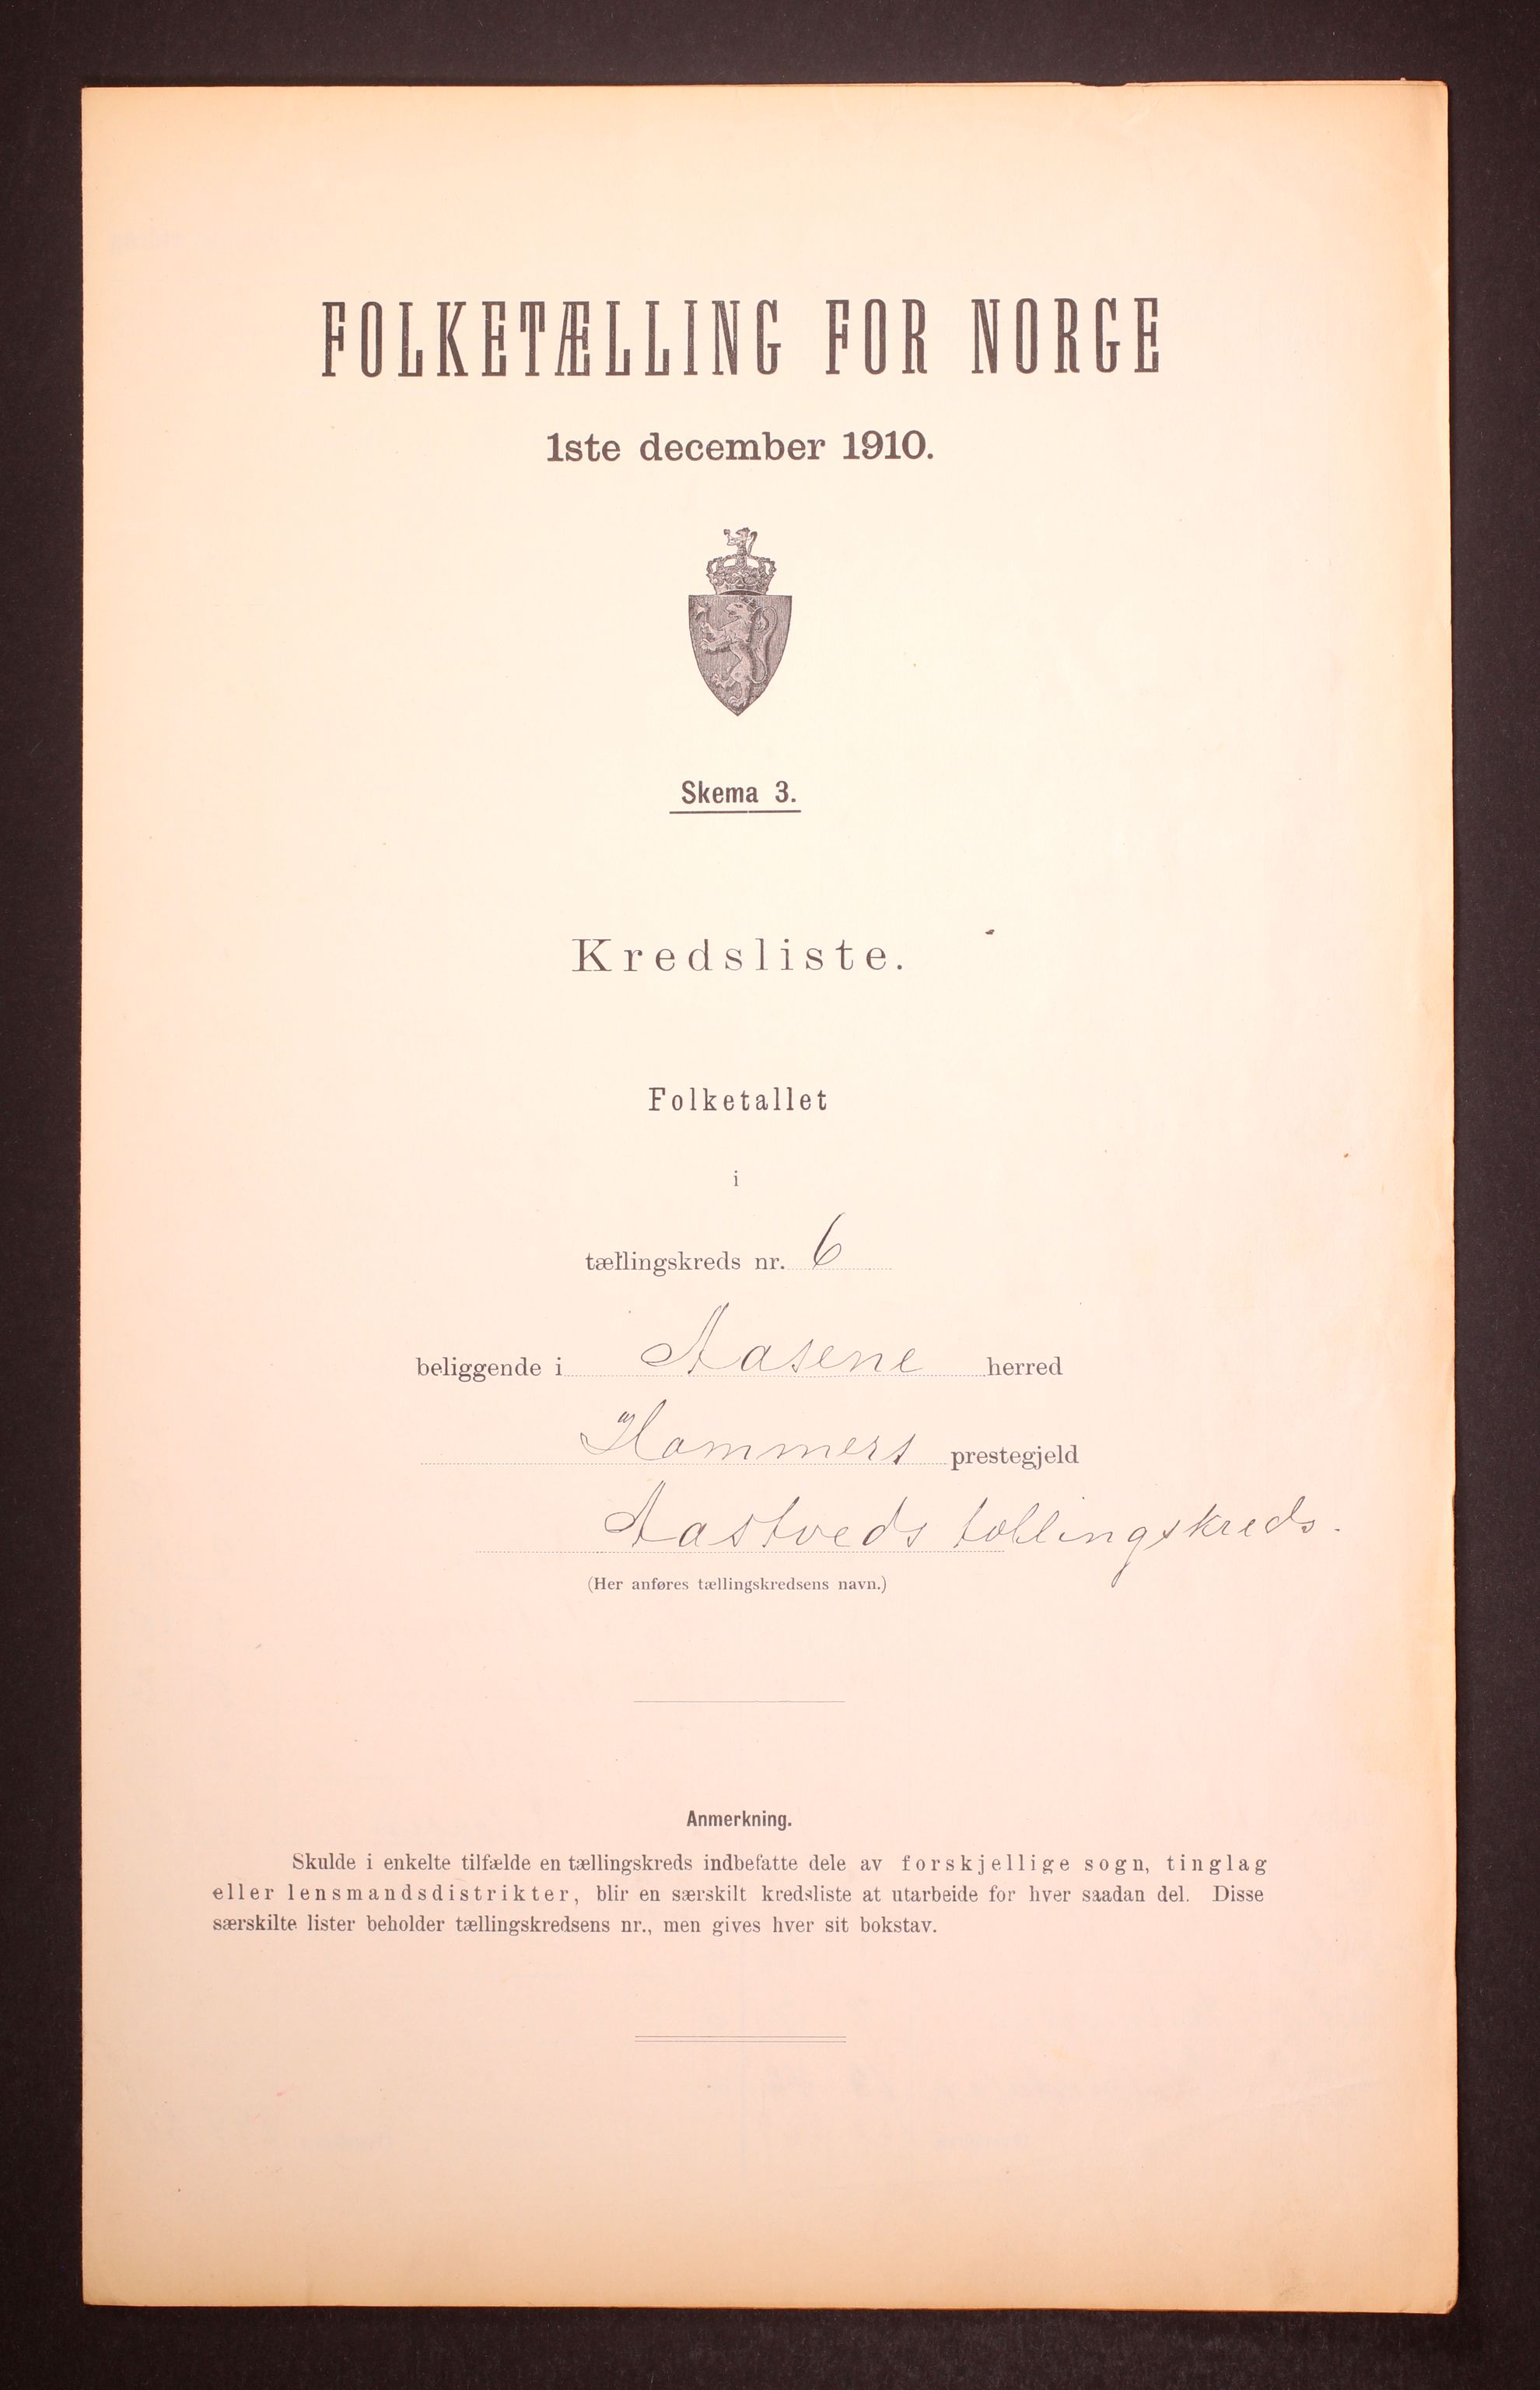 FOLKETÆLLING FOR NORGE
1ste december 1910.
Skema 3.
Kredsliste.
Folketallet
i
tællingskreds nr. 6
beliggende i Aasene herred
Hammers prestegjeld
Aastveds tællingskreds.
(Her anføres tællingskredsens navn.)
Anmerkning.
Skulde i enkelte tilfælde en tællingskreds indbefatte dele av forskjellige sogn, tinglag
eller lensmandsdistrikter, blir en særskilt kredsliste at utarbeide for hver saadan del. Disse
særskilte lister beholder tællingskredsens nr., men gives hver sit bokstav.